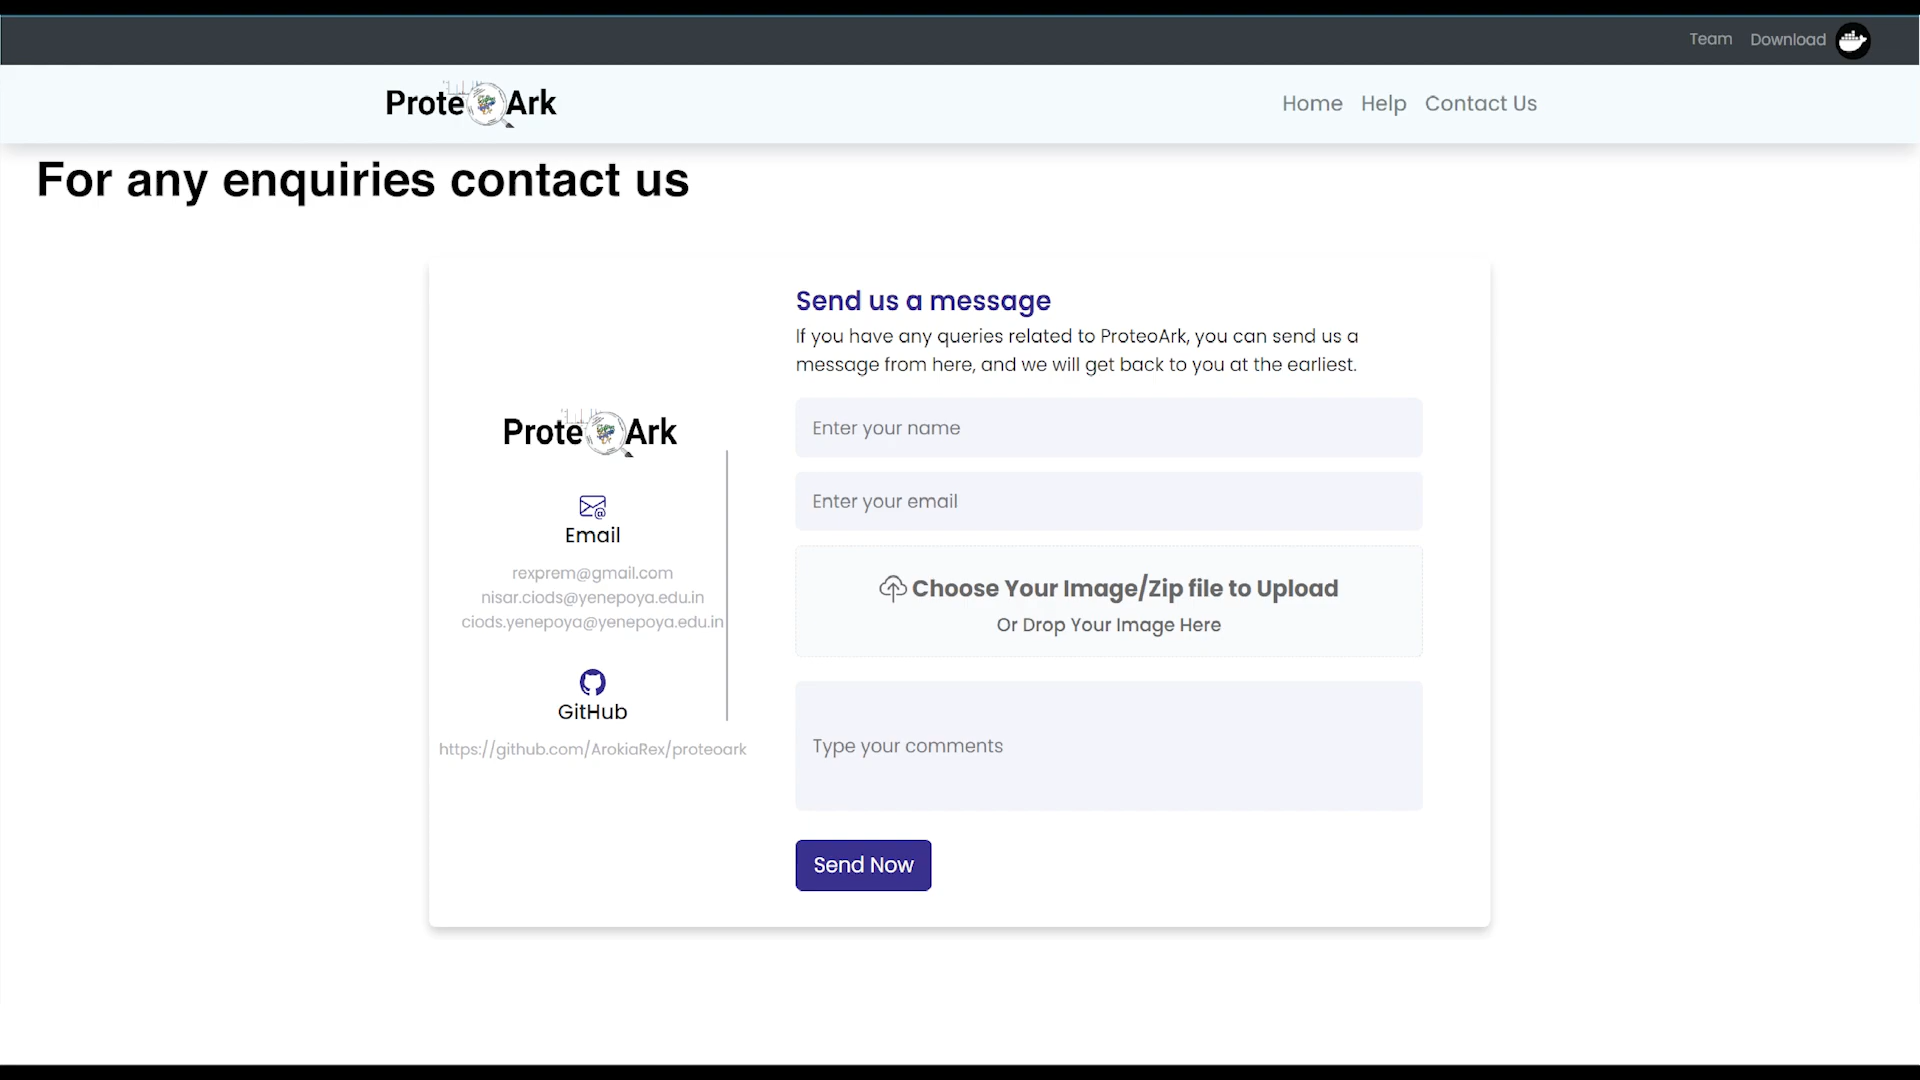 Team Download
Prote Ark
Home Help Contact Us
For any enquiries contact us
Prote Ark
Email
rexprem@gmail.com
nisar.ciods@yenepoya.edu.in
ciods.yenepoya@yenepoya.edu.in
GitHub
https://github.com/ArokiaRex/proteoark
Send us a message
If you have any queries related to ProteoArk, you can send us a
message from here, and we will get back to you at the earliest.
Enter your name
Enter your email
Choose Your Image/Zip file to Upload
Or Drop Your Image Here
Type your comments
Send Now